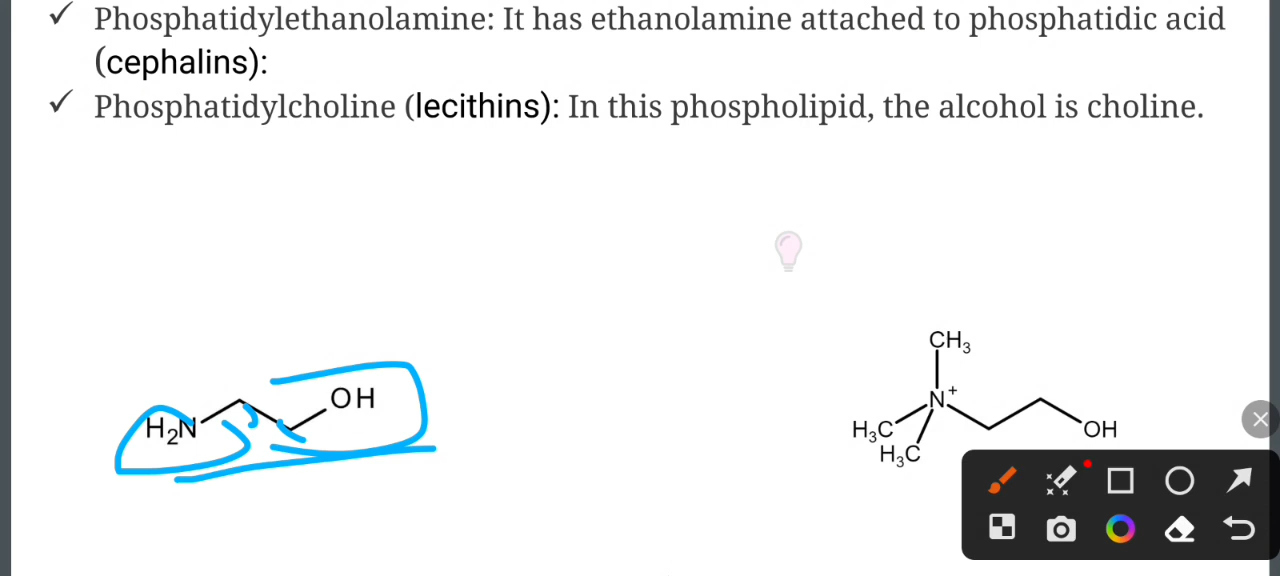 ✓ Phosphatidylethanolamine: It has ethanolamine attached to phosphatidic acid
(cephalins):
✓ Phosphatidylcholine (lecithins): In this phospholipid, the alcohol is choline.
CH₃
OH
N⁺
H₂N
H₃C
OH
H₃C